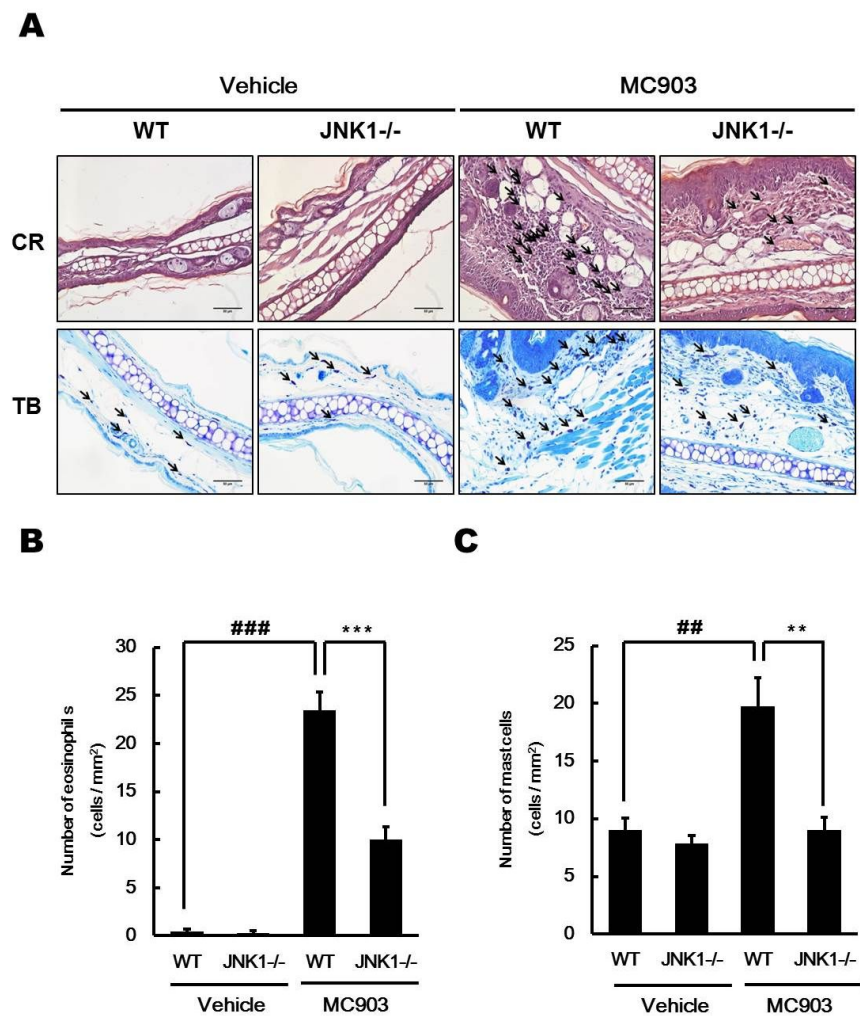 A
Vehicle MC903
WT JNK1-/- WT JNK1-/-
CR
TB
B
C
### ***
Number of eosinophils
(cells / mm²)
30
25
20
15
10
5
0
WT JNK1-/- WT JNK1-/-
Vehicle MC903
## **
Number of mast cells
(cells / mm²)
25
20
15
10
5
0
WT JNK1-/- WT JNK1-/-
Vehicle MC903